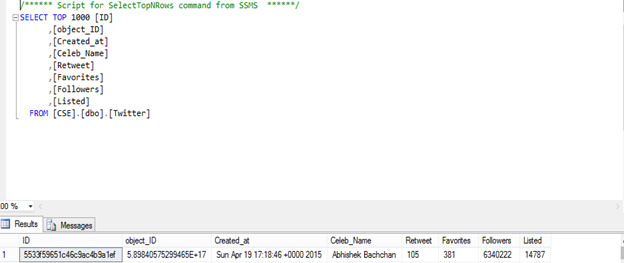 /****** Script for SelectTopNRows command from SSMS ******/
SELECT TOP 1000 [ID]
,[object_ID]
,[Created_at]
,[Celeb_Name]
,[Retweet]
,[Favorites]
,[Followers]
,[Listed]
FROM [CSE].[dbo].[Twitter]
00 %
Results Messages
ID object_ID Created_at Celeb_Name Retweet Favorites Followers Listed
1 5533f59651c46c9ac4b9a1ef 5.89840575299465E+17 Sun Apr 19 17:18:46 +0000 2015 Abhishek Bachchan 105 381 6340222 14787